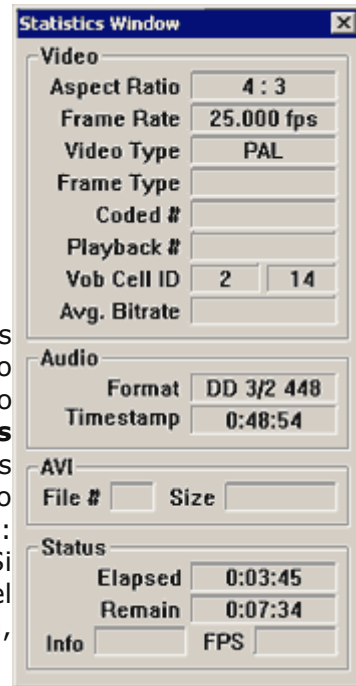 Statistics Window
Video
Aspect Ratio 4 : 3
Frame Rate 25.000 fps
Video Type PAL
Frame Type
Coded #
Playback #
Vob Cell ID 2 14
Avg. Bitrate
Audio
Format DD 3/2 448
Timestamp 0:48:54
AVI
File # Size
Status
Elapsed 0:03:45
Remain 0:07:34
Info FPS
s
o
o
s
s
o
:
Si
el
,